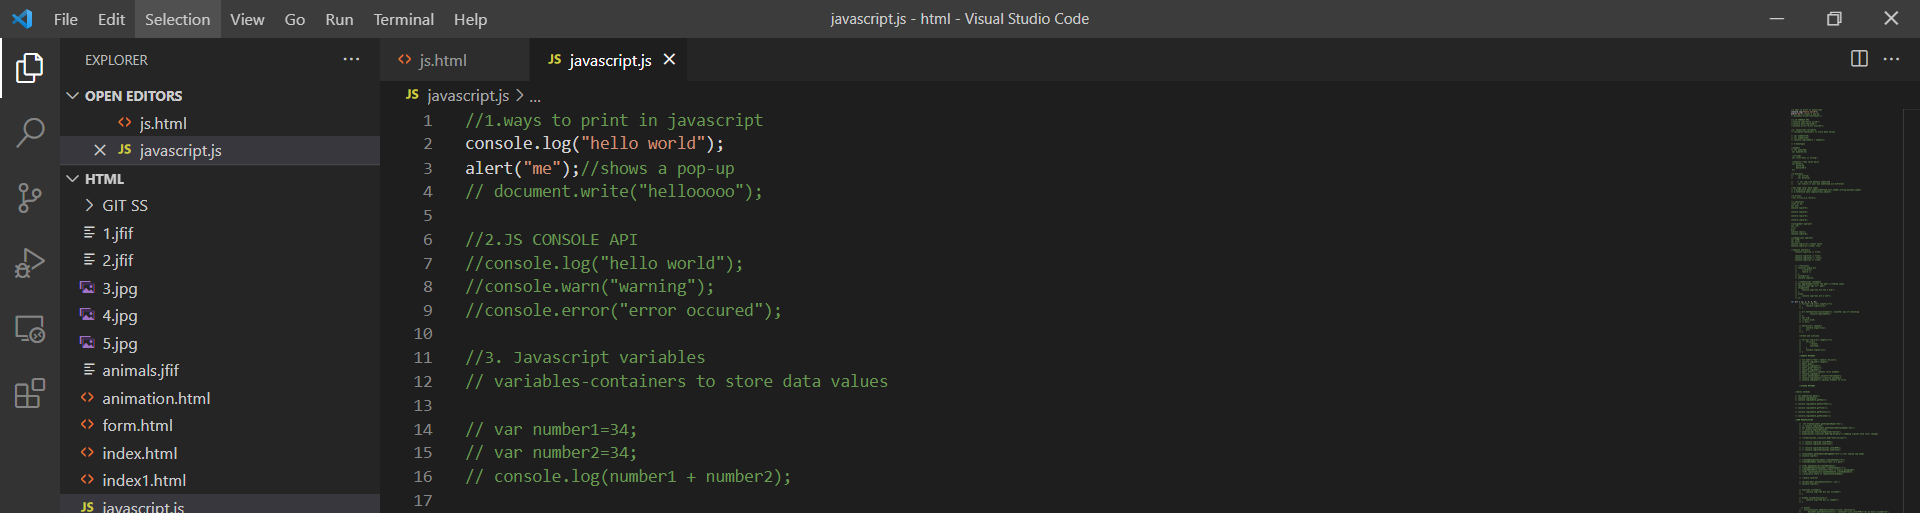 File Edit Selection View Go Run Terminal Help
javascript.js - html - Visual Studio Code
EXPLORER
OPEN EDITORS
js.html
JS javascript.js
HTML
GIT SS
1.jfif
2.jfif
3.jpg
4.jpg
5.jpg
animals.jfif
animation.html
form.html
index.html
index1.html
JS javascript.js
js.html
JS javascript.js
JS javascript.js > ...
1 //1.ways to print in javascript
2 console.log("hello world");
3 alert("me");//shows a pop-up
4 // document.write("hellooooo");
5
6 //2.JS CONSOLE API
7 //console.log("hello world");
8 //console.warn("warning");
9 //console.error("error occured");
10
11 //3. Javascript variables
12 // variables-containers to store data values
13
14 // var number1=34;
15 // var number2=34;
16 // console.log(number1 + number2);
17